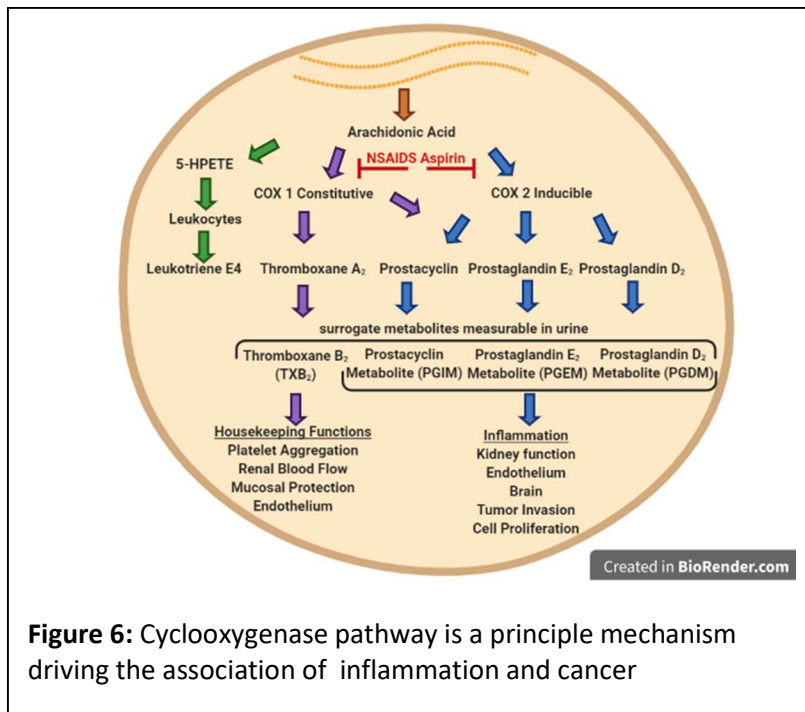 Arachidonic Acid
NSAIDS Aspirin
5-HPETE
COX 1 Constitutive
COX 2 Inducible
Leukocytes
Leukotriene E4
Thromboxane A₂
Prostacyclin
Prostaglandin E₂
Prostaglandin D₂
surrogate metabolites measurable in urine
Thromboxane B₂
(TXB₂)
Prostacyclin
Metabolite (PGIM)
Prostaglandin E₂
Metabolite (PGEM)
Prostaglandin D₂
Metabolite (PGDM)
Housekeeping Functions
Platelet Aggregation
Renal Blood Flow
Mucosal Protection
Endothelium
Inflammation
Kidney function
Endothelium
Brain
Tumor Invasion
Cell Proliferation
Created in BioRender.com
Figure 6: Cyclooxygenase pathway is a principle mechanism
driving the association of inflammation and cancer